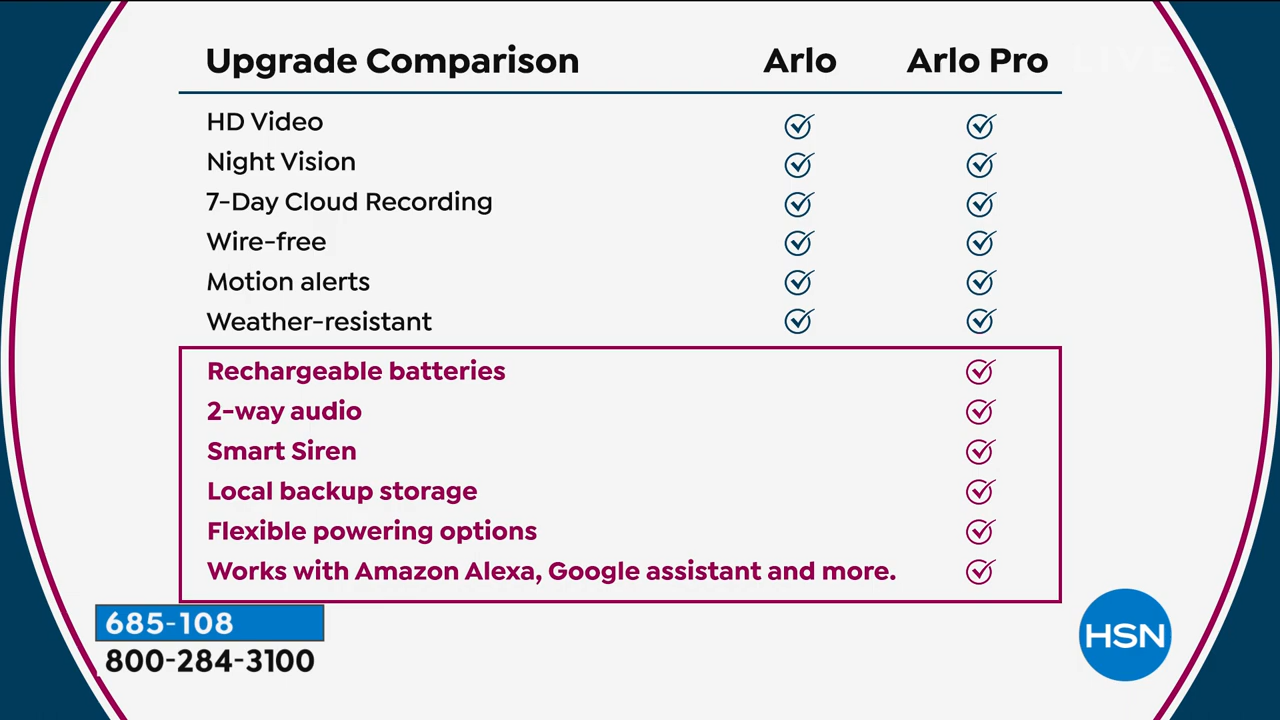 Upgrade Comparison Arlo Arlo Pro LIVE
HD Video
Night Vision
7-Day Cloud Recording
Wire-free
Motion alerts
Weather-resistant
Rechargeable batteries
2-way audio
Smart Siren
Local backup storage
Flexible powering options
Works with Amazon Alexa, Google assistant and more.
685-108
800-284-3100
HSN